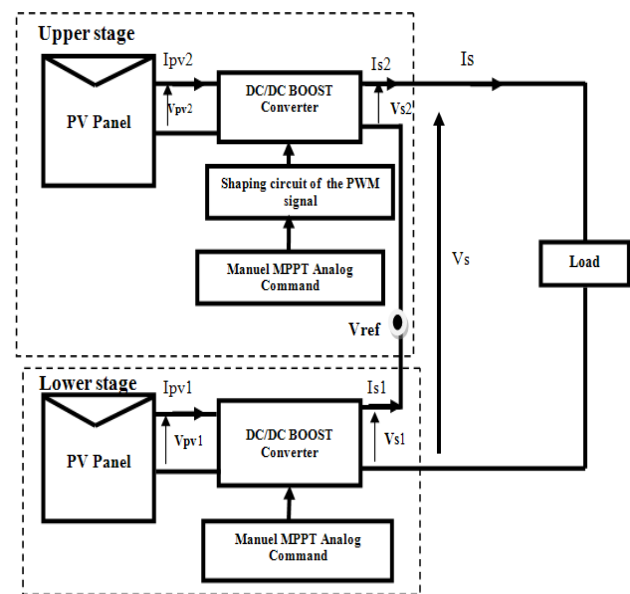 Upper stage
Ipv2
Is2
Is
PV Panel
Vpv2
DC/DC BOOST
Converter
Vs2
Shaping circuit of the PWM
signal
Manuel MPPT Analog
Command
Vs
Load
Vref
Lower stage
Ipv1
Is1
PV Panel
Vpv1
DC/DC BOOST
Converter
Vs1
Manuel MPPT Analog
Command